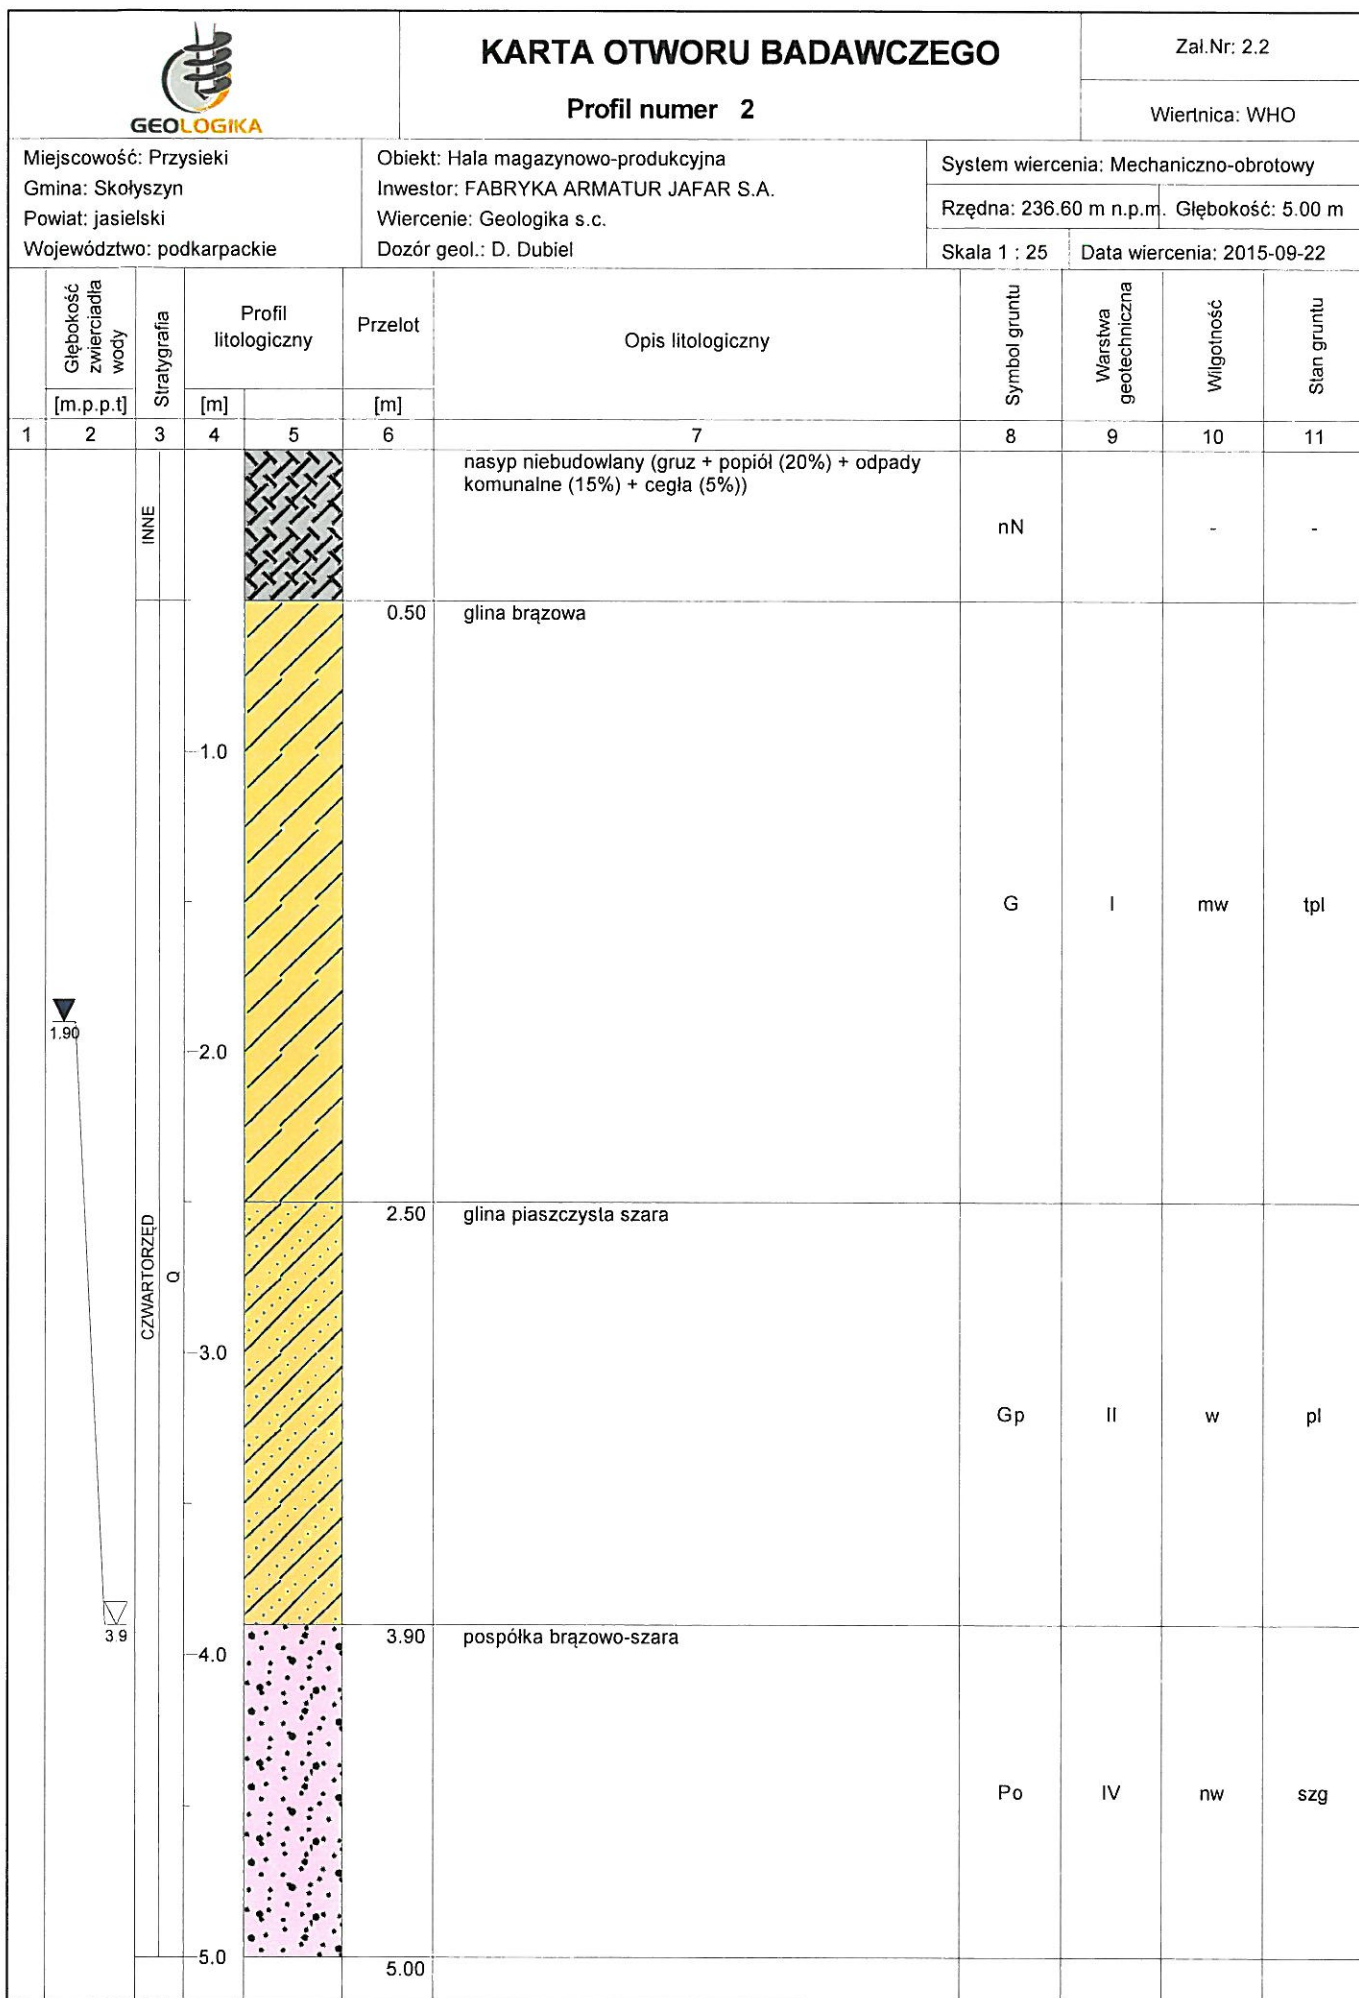 GEOLOGIKA
KARTA OTWORU BADAWCZEGO
Profil numer 2
Zał.Nr: 2.2
Wiertnica: WHO
Miejscowość: Przysieki
Gmina: Skołyszyn
Powiat: jasielski
Województwo: podkarpackie
Obiekt: Hala magazynowo-produkcyjna
Inwestor: FABRYKA ARMATUR JAFAR S.A.
Wiercenie: Geologika s.c.
Dozór geol.: D. Dubiel
System wiercenia: Mechaniczno-obrotowy
Rzędna: 236.60 m n.p.m. Głębokość: 5.00 m
Skala 1 : 25 Data wiercenia: 2015-09-22
Głębokość
zwierciadła
wody
[m.p.p.t]
Stratygrafia
Profil
litologiczny
[m]
Przelot
[m]
Opis litologiczny
Symbol gruntu
Warstwa
geotechniczna
Wilgotność
Stan gruntu
1 2 3 4 5 6 7 8 9 10 11
INNE
nasyp niebudowlany (gruz + popiół (20%) + odpady
komunalne (15%) + cegła (5%))
nN - -
0.50 glina brązowa
1.0
G I mw tpl
1.90
2.0
2.50 glina piaszczysta szara
CZWARTORZĘD
Q
3.0
Gp II w pl
3.9
3.90 pospółka brązowo-szara
4.0
Po IV nw szg
5.0
5.00